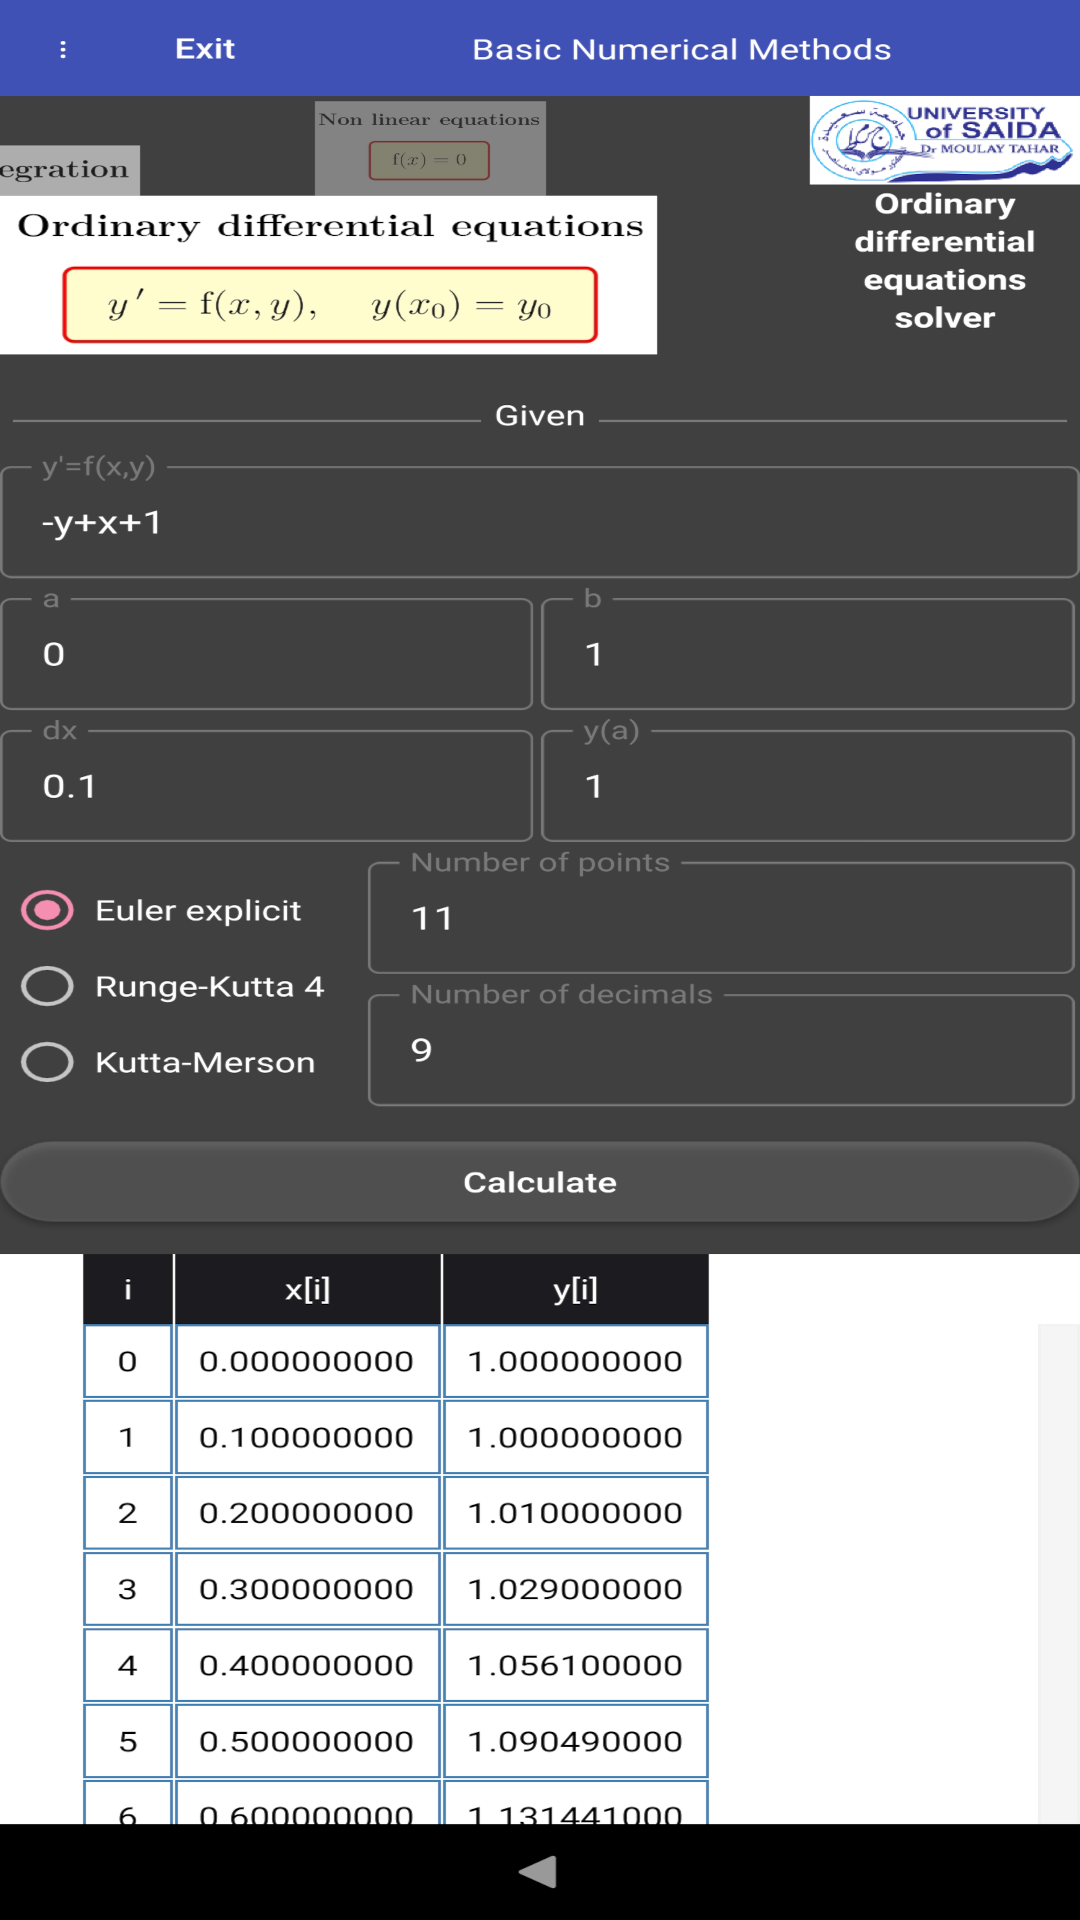 Exit
Basic Numerical Methods
Non linear equations
f(x) = 0
egration
UNIVERSITY
of SAIDA
Dr MOULAY TAHAR
Ordinary differential equations
y′ = f(x, y),   y(x₀) = y₀
Ordinary
differential
equations
solver
Given
y'=f(x,y)
-y+x+1
a
0
b
1
dx
0.1
y(a)
1
Euler explicit
Runge-Kutta 4
Kutta-Merson
Number of points
11
Number of decimals
9
Calculate
i x[i] y[i]
0 0.000000000 1.000000000
1 0.100000000 1.000000000
2 0.200000000 1.010000000
3 0.300000000 1.029000000
4 0.400000000 1.056100000
5 0.500000000 1.090490000
6 0.600000000 1.131441000